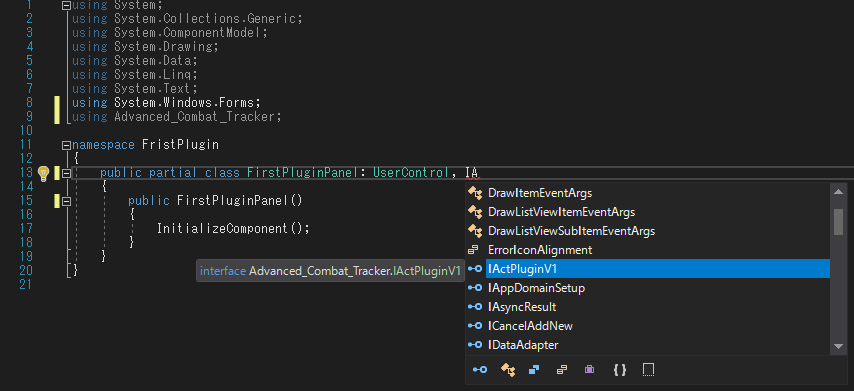 1 using System;
2 using System.Collections.Generic;
3 using System.ComponentModel;
4 using System.Drawing;
5 using System.Data;
6 using System.Linq;
7 using System.Text;
8 using System.Windows.Forms;
9 using Advanced_Combat_Tracker;
10
11 namespace FristPlugin
12 {
13 public partial class FirstPluginPanel: UserControl, IA
14 {
15 public FirstPluginPanel()
16 {
17 InitializeComponent();
18 }
19 }
20 }
21
DrawItemEventArgs
DrawListViewItemEventArgs
DrawListViewSubItemEventArgs
ErrorIconAlignment
interface Advanced_Combat_Tracker.IActPluginV1
IActPluginV1
IAppDomainSetup
IAsyncResult
ICancelAddNew
IDataAdapter
{ }